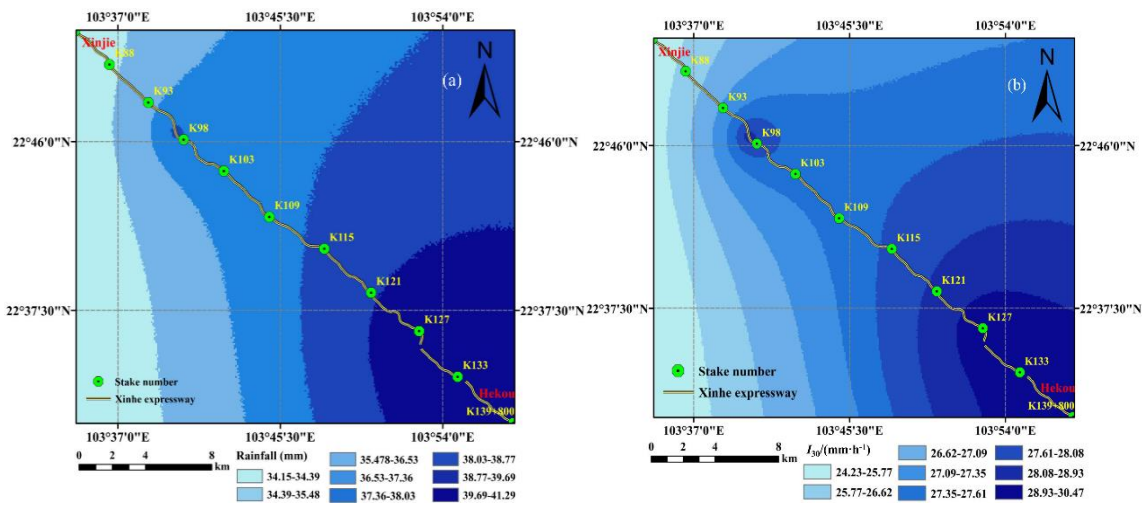 103°37'0"E 103°45'30"E 103°54'0"E
Xinjie
K88
N
(a)
K93
22°46'0"N
K98
K103
K109
K115
K121
22°37'30"N
K127
K133
Stake number
Hekou
Xinhe expressway
K139+800
103°37'0"E 103°45'30"E 103°54'0"E
0 2 4 8
km
Rainfall (mm)
34.15-34.39
34.39-35.48
35.478-36.53
36.53-37.36
37.36-38.03
38.03-38.77
38.77-39.69
39.69-41.29
103°37'0"E 103°45'30"E 103°54'0"E
Xinjie
K88
N
(b)
K93
22°46'0"N
22°46'0"N
K98
K103
K109
K115
K121
22°37'30"N
22°37'30"N
K127
K133
Stake number
Hekou
Xinhe expressway
K139+800
103°37'0"E 103°45'30"E 103°54'0"E
0 2 4 8
km
I30/(mm·h-1)
24.23-25.77
25.77-26.62
26.62-27.09
27.09-27.35
27.35-27.61
27.61-28.08
28.08-28.93
28.93-30.47